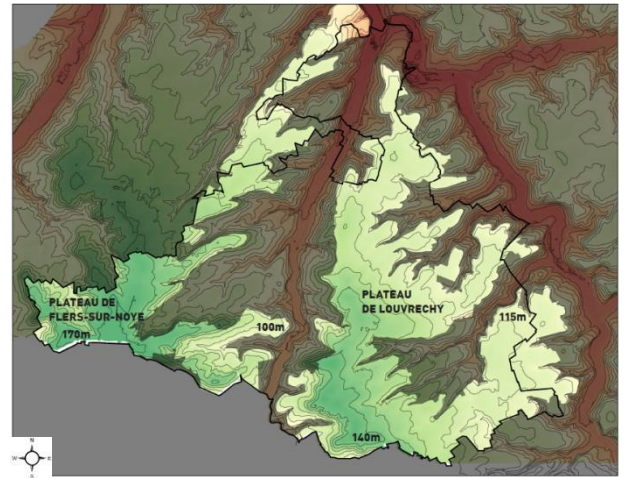 PLATEAU DE
FLERS-SUR-NOYE
170m
100m
PLATEAU
DE LOUVRECHY
115m
140m
N
W
E
S